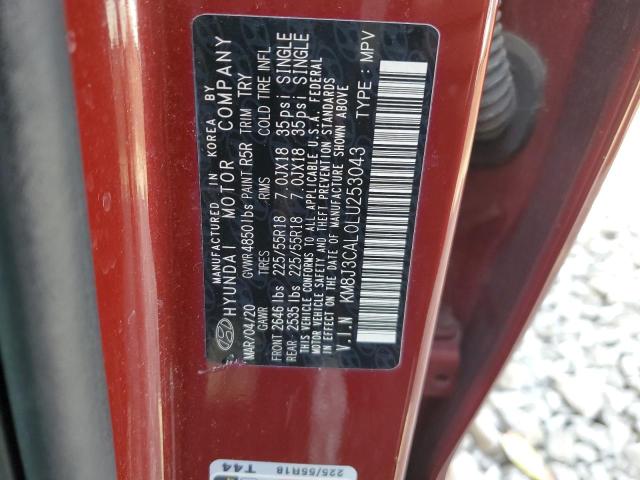 MANUFACTURED IN KOREA BY
HYUNDAI MOTOR COMPANY
MAR/04/20 GVWR 4850 lbs PAINT R5R TRIM TRY
GAWR TIRES RIMS COLD TIRE INFL
FRONT 2646 lbs 225/55R18 7.0JX18 35psi SINGLE
REAR 2535 lbs 225/55R18 7.0JX18 35psi SINGLE
THIS VEHICLE CONFORMS TO ALL APPLICABLE U.S.A. FEDERAL
MOTOR VEHICLE SAFETY AND THEFT PREVENTION STANDARDS
IN EFFECT ON THE DATE OF MANUFACTURE SHOWN ABOVE
V.I.N KM8J3CAL0LU253043 TYPE : MPV
225/55R18
T44